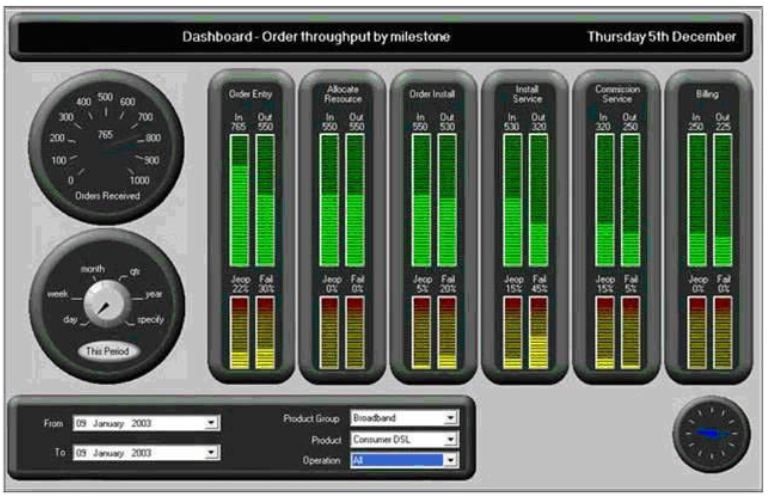 Dashboard - Order throughput by milestone
Thursday 5th December
0
100
200
300
400
500
600
700
800
900
1000
765
Orders Received
day
week
month
qtr
year
specify
This Period
Order Entry
In Out
765 550
Jeop Fail
22% 30%
Allocate
Resource
In Out
550 550
Jeop Fail
0% 0%
Order Install
In Out
550 530
Jeop Fail
5% 20%
Install
Service
In Out
530 320
Jeop Fail
15% 45%
Commission
Service
In Out
320 250
Jeop Fail
15% 5%
Billing
In Out
250 225
Jeop Fail
0% 0%
From 09 January 2003
To 09 January 2003
Product Group Broadband
Product Consumer DSL
Operation All